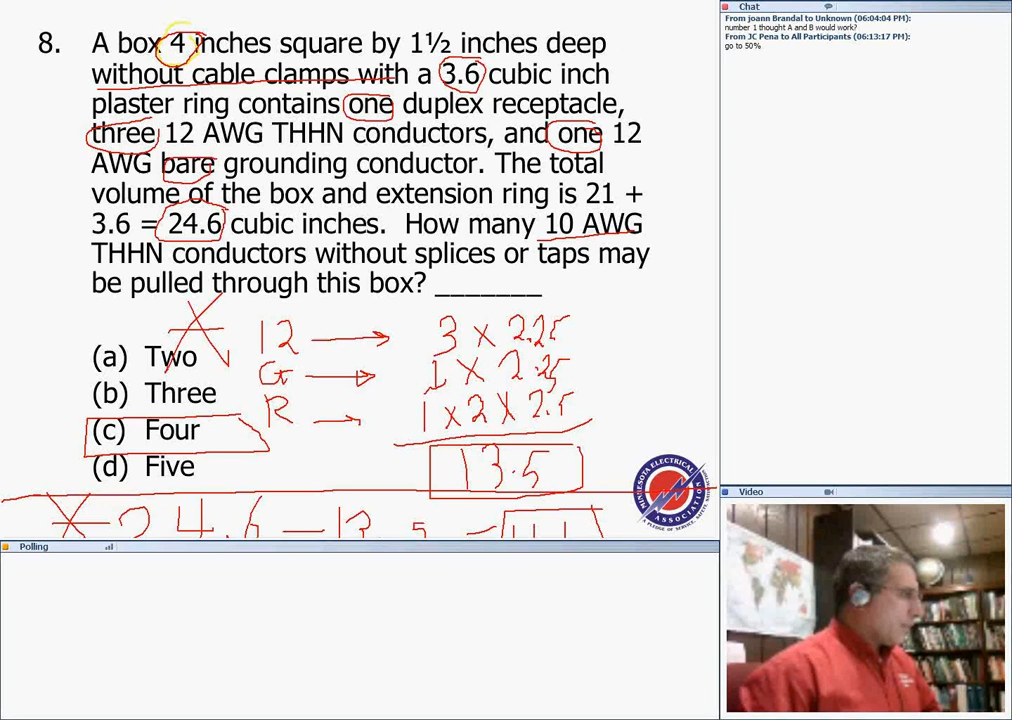 8. A box 4 inches square by 1½ inches deep
without cable clamps with a 3.6 cubic inch
plaster ring contains one duplex receptacle,
three 12 AWG THHN conductors, and one 12
AWG bare grounding conductor. The total
volume of the box and extension ring is 21 +
3.6 = 24.6 cubic inches. How many 10 AWG
THHN conductors without splices or taps may
be pulled through this box? _______
12 → 3 × 2.25
(a) Two
G → 1 × 2.25
(b) Three
R → 1 × 2 × 2.5
(c) Four
13.5
(d) Five
MINNESOTA ELECTRICAL
ASSOCIATION
Chat
From joann Brandal to Unknown (06:04:04 PM):
number 1 thought A and B would work?
From JC Pena to All Participants (06:13:17 PM):
go to 50%
Video
Polling